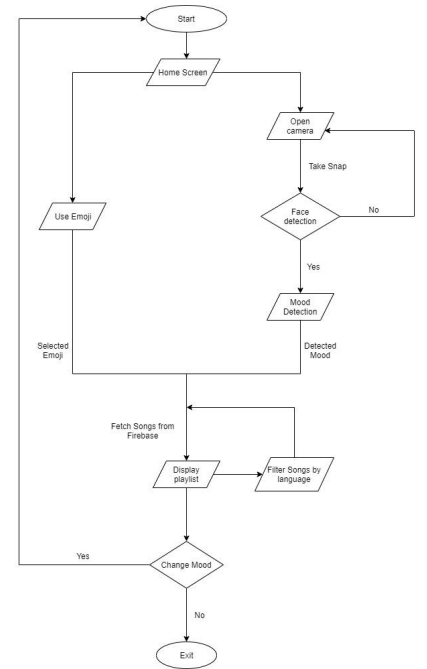 Start
Home Screen
Open
camera
Take Snap
Use Emoji
Face
detection
No
Yes
Mood
Detection
Selected
Emoji
Detected
Mood
Fetch Songs from
Firebase
Display
playlist
Filter Songs by
language
Yes
Change Mood
No
Exit